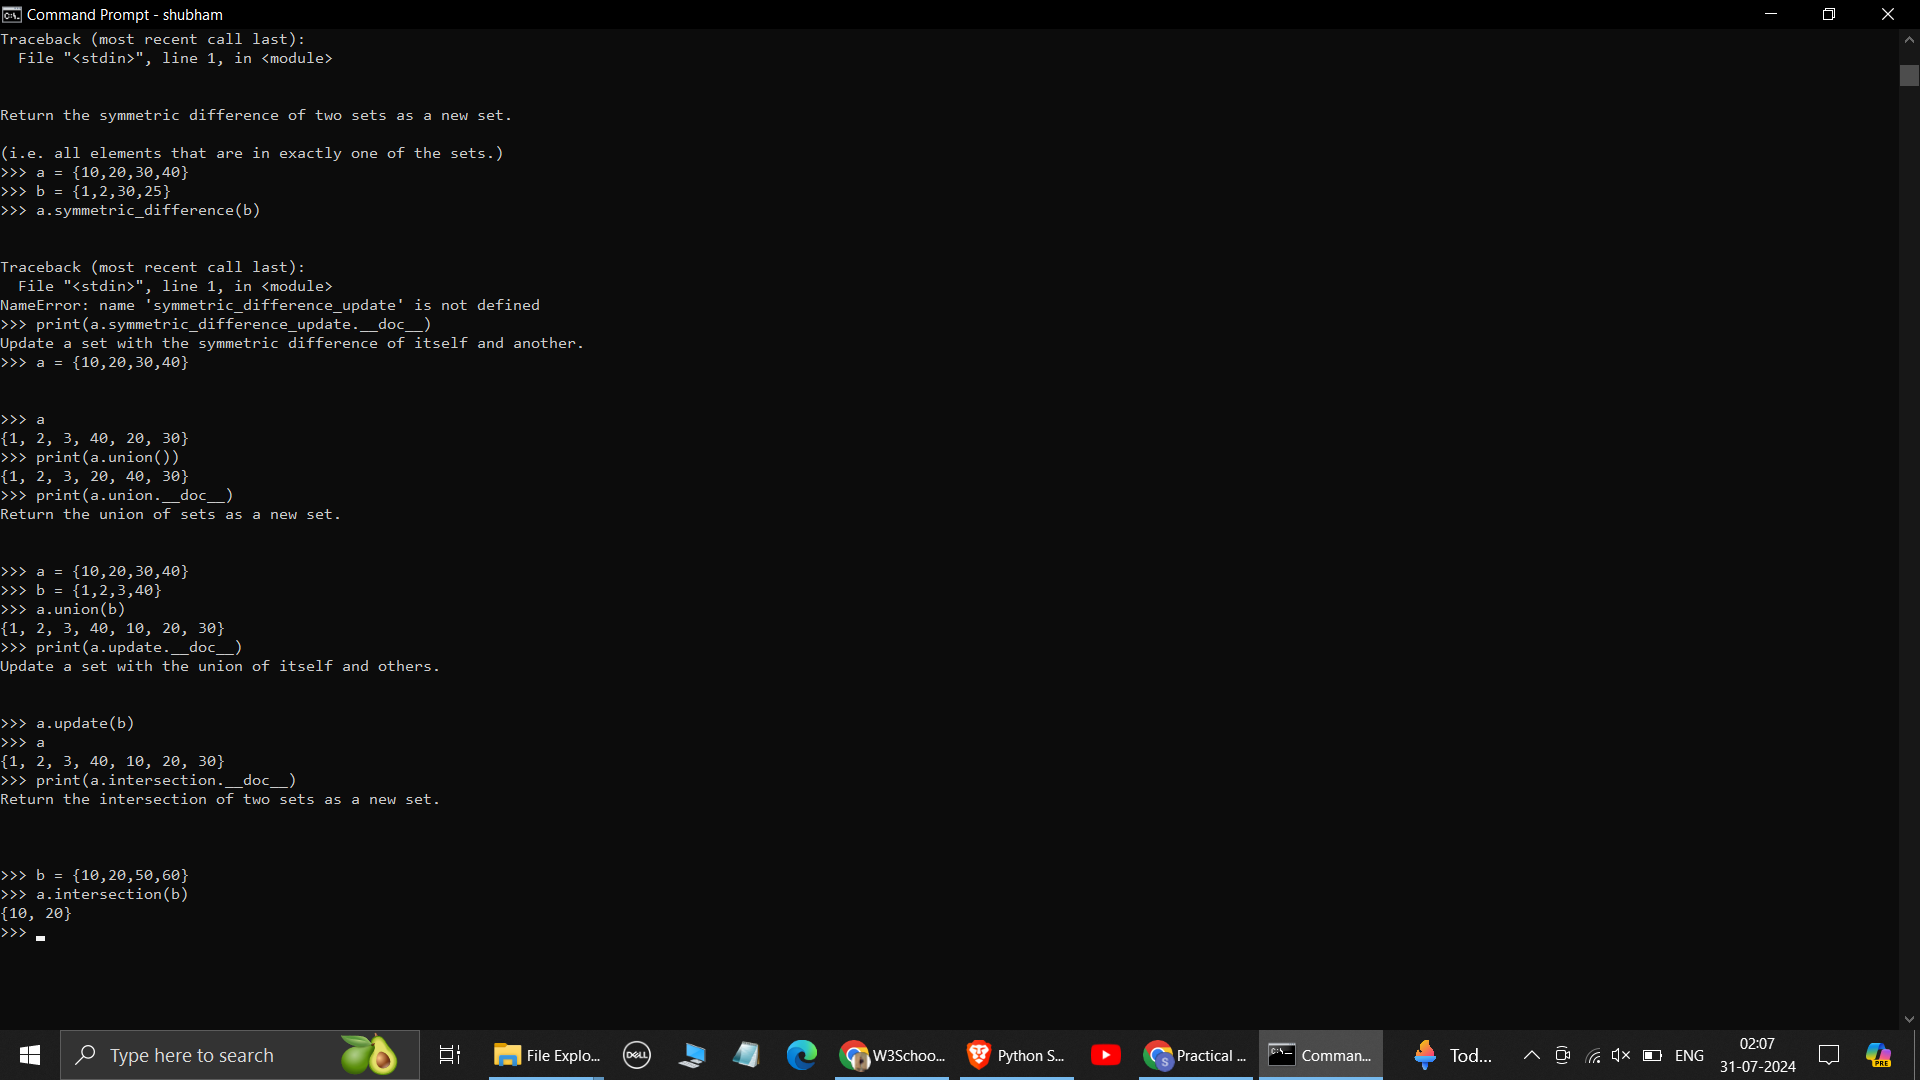 Command Prompt - shubham
Traceback (most recent call last):
  File "<stdin>", line 1, in <module>
Return the symmetric difference of two sets as a new set.
(i.e. all elements that are in exactly one of the sets.)
>>> a = {10,20,30,40}
>>> b = {1,2,30,25}
>>> a.symmetric_difference(b)
Traceback (most recent call last):
  File "<stdin>", line 1, in <module>
NameError: name 'symmetric_difference_update' is not defined
>>> print(a.symmetric_difference_update.__doc__)
Update a set with the symmetric difference of itself and another.
>>> a = {10,20,30,40}
>>> a
{1, 2, 3, 40, 20, 30}
>>> print(a.union())
{1, 2, 3, 20, 40, 30}
>>> print(a.union.__doc__)
Return the union of sets as a new set.
>>> a = {10,20,30,40}
>>> b = {1,2,3,40}
>>> a.union(b)
{1, 2, 3, 40, 10, 20, 30}
>>> print(a.update.__doc__)
Update a set with the union of itself and others.
>>> a.update(b)
>>> a
{1, 2, 3, 40, 10, 20, 30}
>>> print(a.intersection.__doc__)
Return the intersection of two sets as a new set.
>>> b = {10,20,50,60}
>>> a.intersection(b)
{10, 20}
>>>
Type here to search
DELL
File Explo...
W3Schoo...
Python S...
Practical ...
Comman...
Tod...
ENG
02:07
31-07-2024
PRE